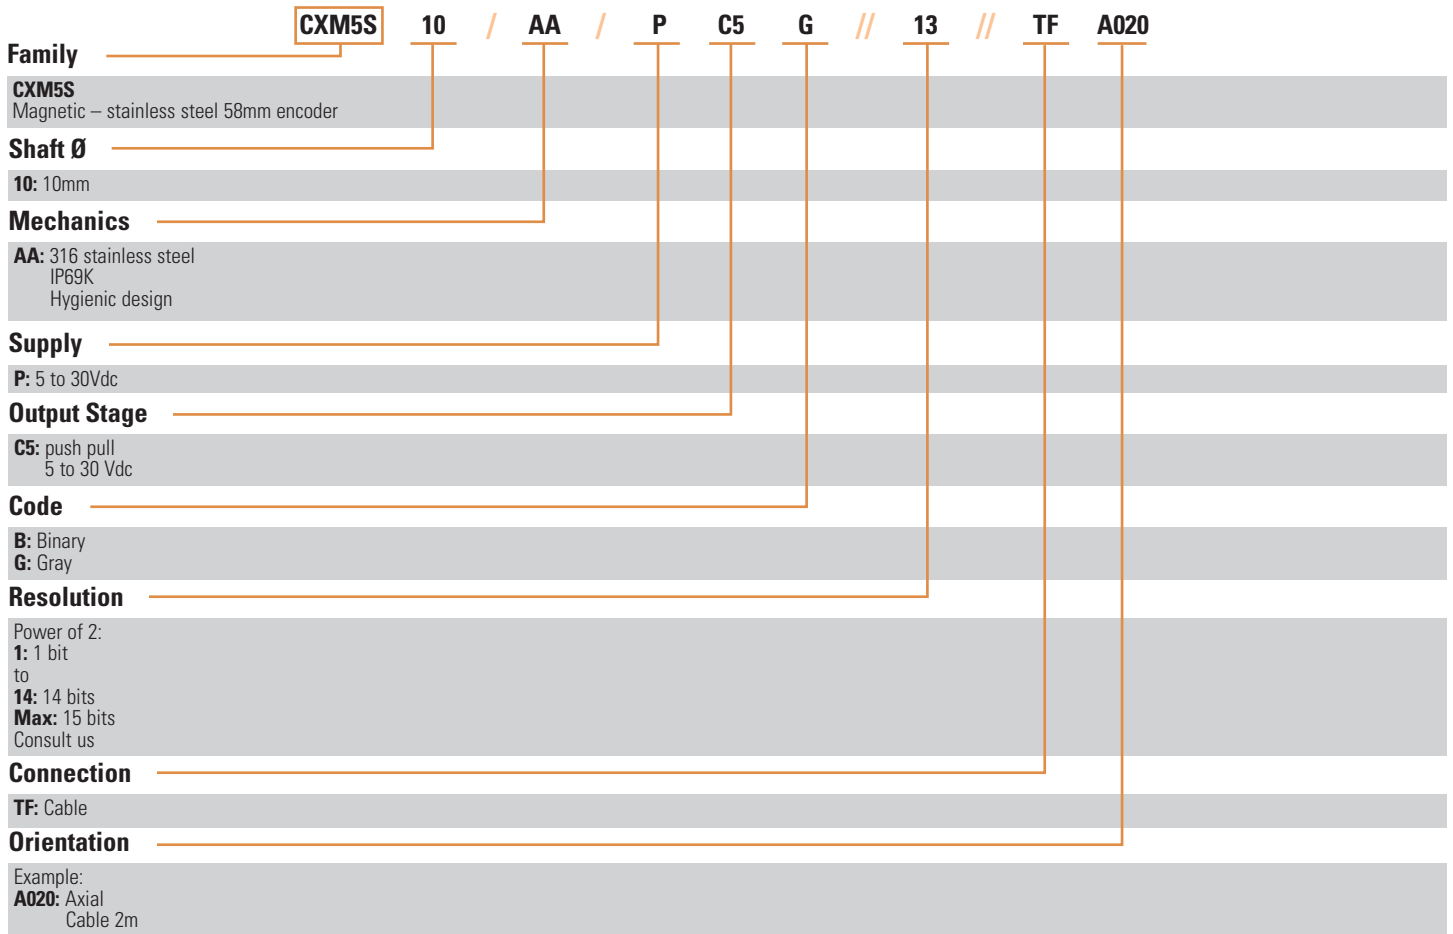 CXM5S 10 / AA / P C5 G // 13 // TF A020
Family
CXM5S
Magnetic – stainless steel 58mm encoder
Shaft Ø
10: 10mm
Mechanics
AA: 316 stainless steel
IP69K
Hygienic design
Supply
P: 5 to 30Vdc
Output Stage
C5: push pull
5 to 30 Vdc
Code
B: Binary
G: Gray
Resolution
Power of 2:
1: 1 bit
to
14: 14 bits
Max: 15 bits
Consult us
Connection
TF: Cable
Orientation
Example:
A020: Axial
Cable 2m